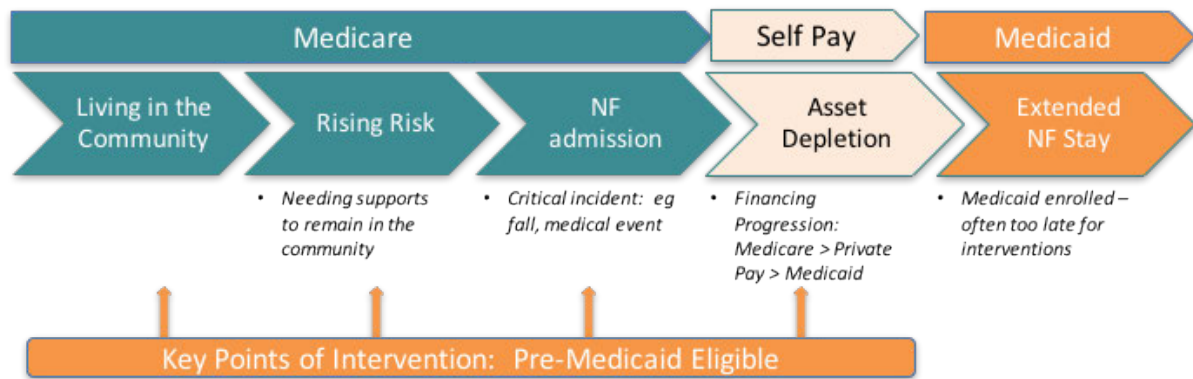 Medicare
Self Pay
Medicaid
Living in the
Community
Rising Risk
NF
admission
Asset
Depletion
Extended
NF Stay
• Needing supports
to remain in the
community
• Critical incident: eg
fall, medical event
• Financing
Progression:
Medicare > Private
Pay > Medicaid
• Medicaid enrolled –
often too late for
interventions
Key Points of Intervention: Pre-Medicaid Eligible